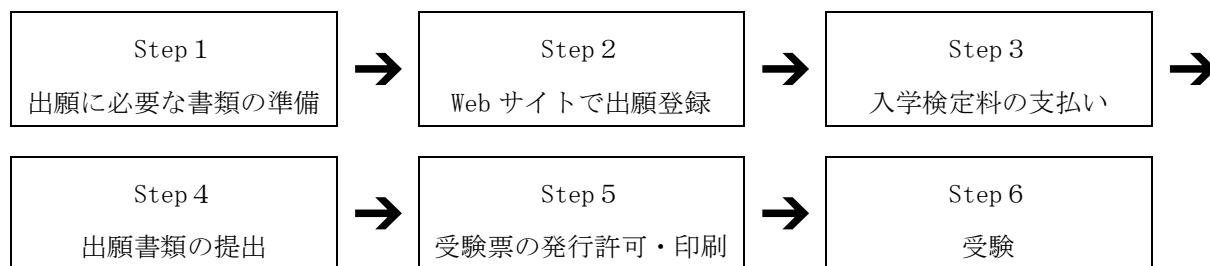 Step１
出願に必要な書類の準備
Step２
Web サイトで出願登録
Step３
入学検定料の支払い
Step４
出願書類の提出
Step５
受験票の発行許可・印刷
Step６
受験